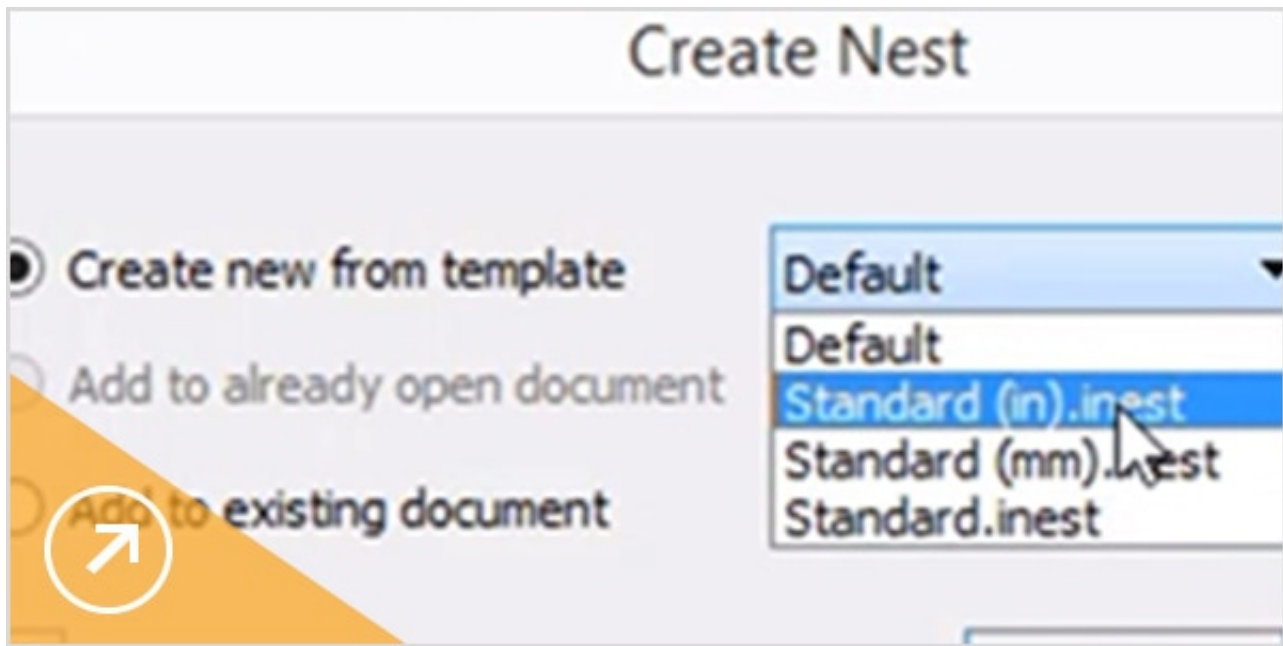 Create Nest
Create new from template
Default
Default
Add to already open document
Standard (in).inest
Standard (mm).inest
Add to existing document
Standard.inest